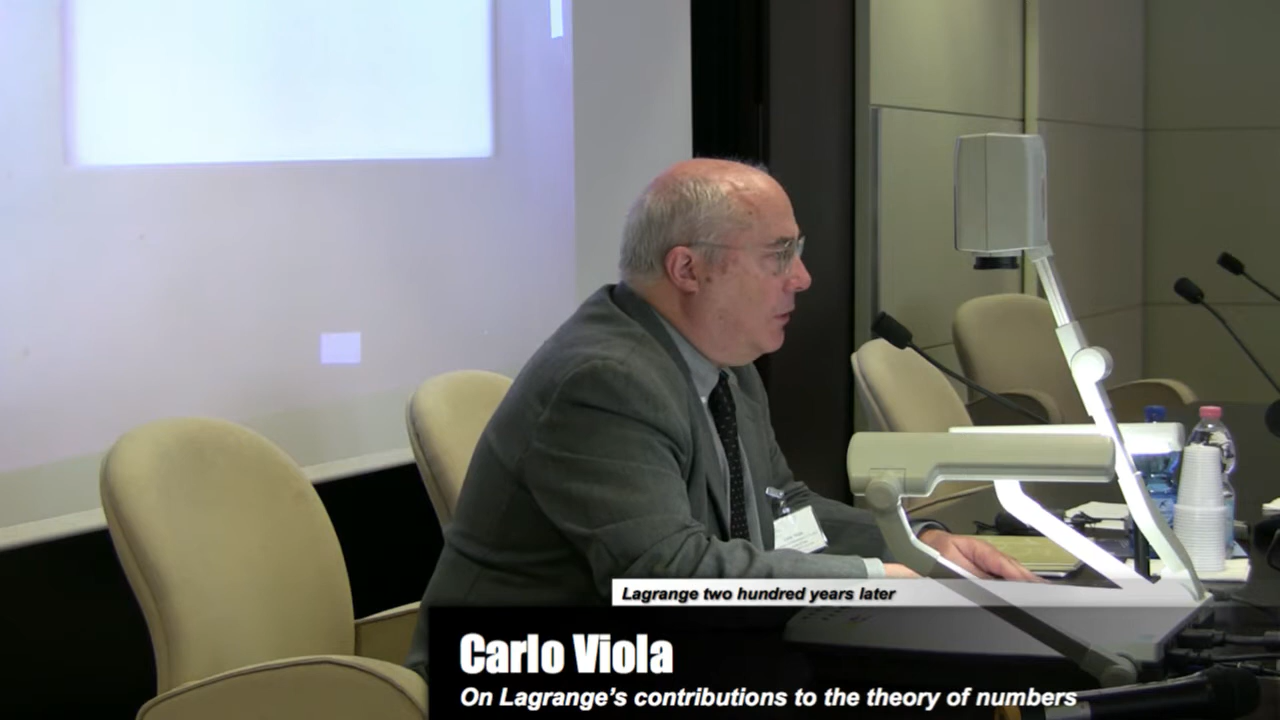 Lagrange two hundred years later
Carlo Viola
On Lagrange's contributions to the theory of numbers